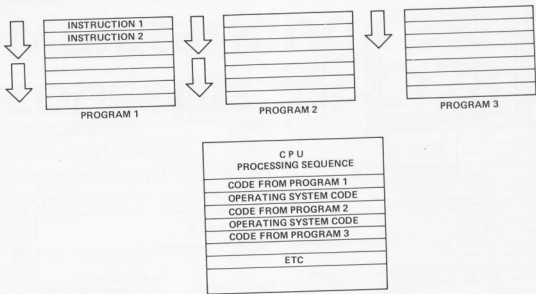 INSTRUCTION 1
INSTRUCTION 2
PROGRAM 1
PROGRAM 2
PROGRAM 3
C P U
PROCESSING SEQUENCE
CODE FROM PROGRAM 1
OPERATING SYSTEM CODE
CODE FROM PROGRAM 2
OPERATING SYSTEM CODE
CODE FROM PROGRAM 3
ETC